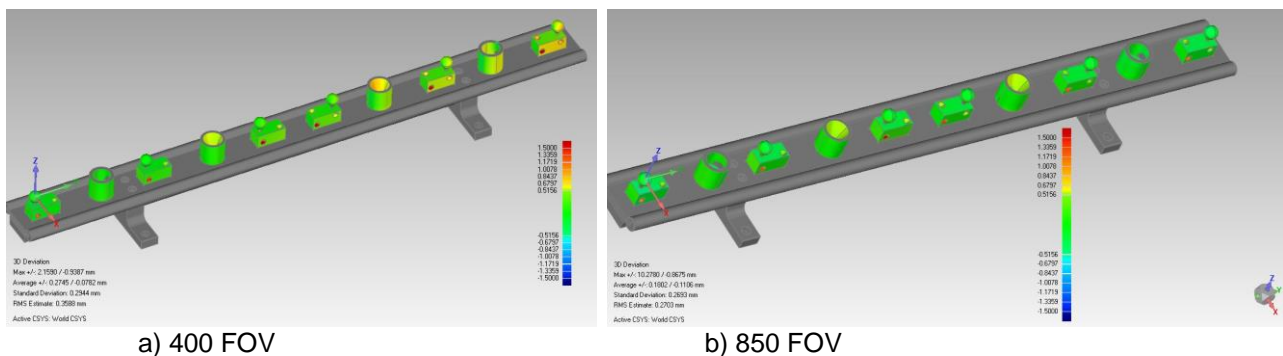 Z
X
1.5000
1.3359
1.1719
1.0078
0.8437
0.6797
0.5156
-0.5156
-0.6797
-0.8437
-1.0078
-1.1719
-1.3359
-1.5000
3D Deviation
Max +/-: 2.1590 / -0.9387 mm
Average +/-: 0.2745 / -0.0782 mm
Standard Deviation: 0.2944 mm
RMS Estimate: 0.3588 mm
Active CSYS: World CSYS
a) 400 FOV
Z
X
1.5000
1.3359
1.1719
1.0078
0.8437
0.6797
0.5156
-0.5156
-0.6797
-0.8437
-1.0078
-1.1719
-1.3359
-1.5000
3D Deviation
Max +/-: 10.2780 / -0.8675 mm
Average +/-: 0.1802 / -0.1106 mm
Standard Deviation: 0.2693 mm
RMS Estimate: 0.2703 mm
Active CSYS: World CSYS
Z
Y
X
b) 850 FOV